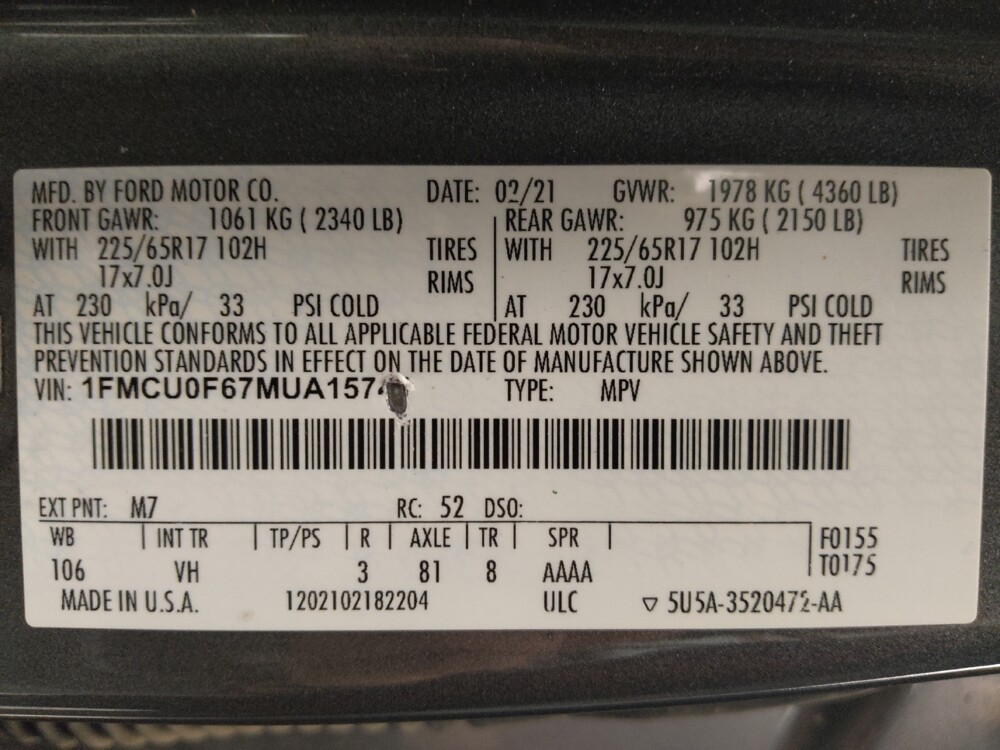 MFD. BY FORD MOTOR CO. DATE: 02/21 GVWR: 1978 KG ( 4360 LB)
FRONT GAWR: 1061 KG ( 2340 LB) REAR GAWR: 975 KG ( 2150 LB)
WITH 225/65R17 102H TIRES WITH 225/65R17 102H TIRES
17x7.0J RIMS 17x7.0J RIMS
AT 230 kPa/ 33 PSI COLD AT 230 kPa/ 33 PSI COLD
THIS VEHICLE CONFORMS TO ALL APPLICABLE FEDERAL MOTOR VEHICLE SAFETY AND THEFT
PREVENTION STANDARDS IN EFFECT ON THE DATE OF MANUFACTURE SHOWN ABOVE.
VIN: TYPE: MPV
EXT PNT: M7 RC: 52 DSO:
WB INT TR TP/PS R AXLE TR SPR F0155
106 VH 3 81 8 AAAA T0175
MADE IN U.S.A. 1202102182204 ULC ▽ 5U5A-3520472-AA